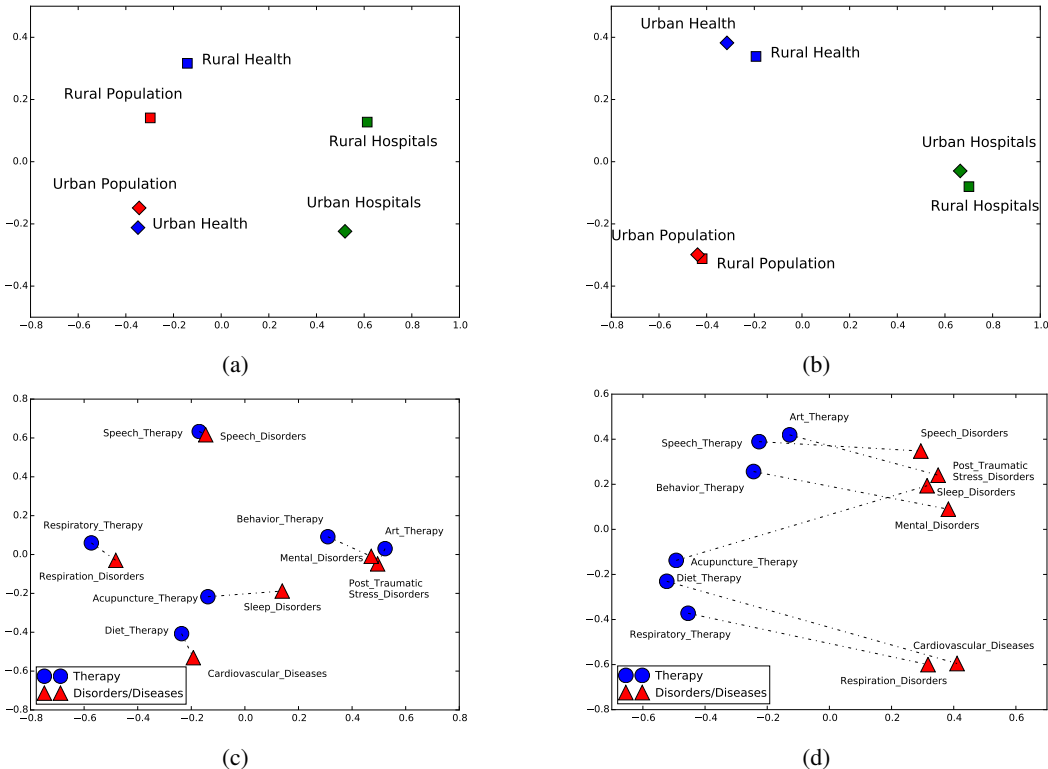 0.4
0.2
0.0
−0.2
−0.4
−0.8 −0.6 −0.4 −0.2 0.0 0.2 0.4 0.6 0.8 1.0
Rural Health
Rural Population
Rural Hospitals
Urban Population
Urban Health
Urban Hospitals
(a)
0.4
0.2
0.0
−0.2
−0.4
−0.8 −0.6 −0.4 −0.2 0.0 0.2 0.4 0.6 0.8 1.0
Urban Health
Rural Health
Urban Hospitals
Rural Hospitals
Urban Population
Rural Population
(b)
0.8
0.6
0.4
0.2
0.0
−0.2
−0.4
−0.6
−0.8
−0.8 −0.6 −0.4 −0.2 0.0 0.2 0.4 0.6 0.8
Speech_Therapy
Speech_Disorders
Respiratory_Therapy
Behavior_Therapy
Art_Therapy
Mental_Disorders
Respiration_Disorders
Post_Traumatic
Stress_Disorders
Acupuncture_Therapy
Sleep_Disorders
Diet_Therapy
Cardiovascular_Diseases
Therapy
Disorders/Diseases
(c)
0.6
0.4
0.2
0.0
−0.2
−0.4
−0.6
−0.8
−0.6 −0.4 −0.2 0.0 0.2 0.4 0.6
Art_Therapy
Speech_Therapy
Speech_Disorders
Post_Traumatic
Stress_Disorders
Behavior_Therapy
Sleep_Disorders
Mental_Disorders
Acupuncture_Therapy
Diet_Therapy
Respiratory_Therapy
Cardiovascular_Diseases
Respiration_Disorders
Therapy
Disorders/Diseases
(d)